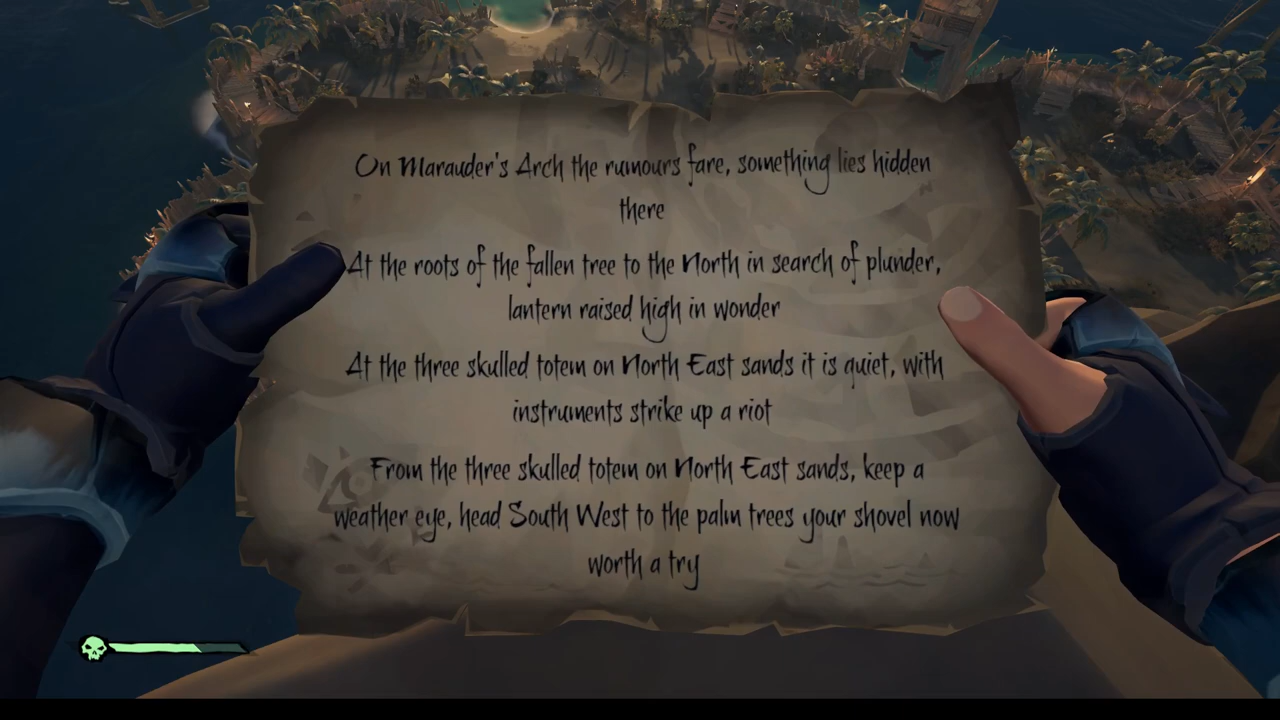 On Marauder's Arch the rumours fare, something lies hidden
there
At the roots of the fallen tree to the North in search of plunder,
lantern raised high in wonder
At the three skulled totem on North East sands it is quiet, with
instruments strike up a riot
From the three skulled totem on North East sands, keep a
weather eye, head South West to the palm trees your shovel now
worth a try